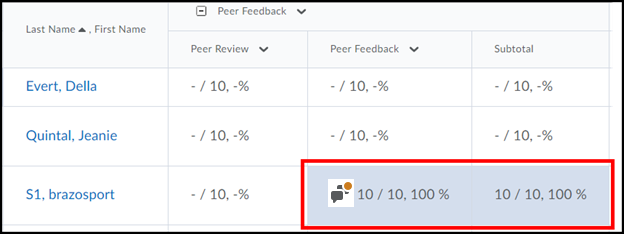 Peer Feedback
Last Name , First Name
Peer Review Peer Feedback Subtotal
Evert, Della - / 10, -% - / 10, -% - / 10, -%
Quintal, Jeanie - / 10, -% - / 10, -% - / 10, -%
S1, brazosport - / 10, -% 10 / 10, 100 % 10 / 10, 100 %